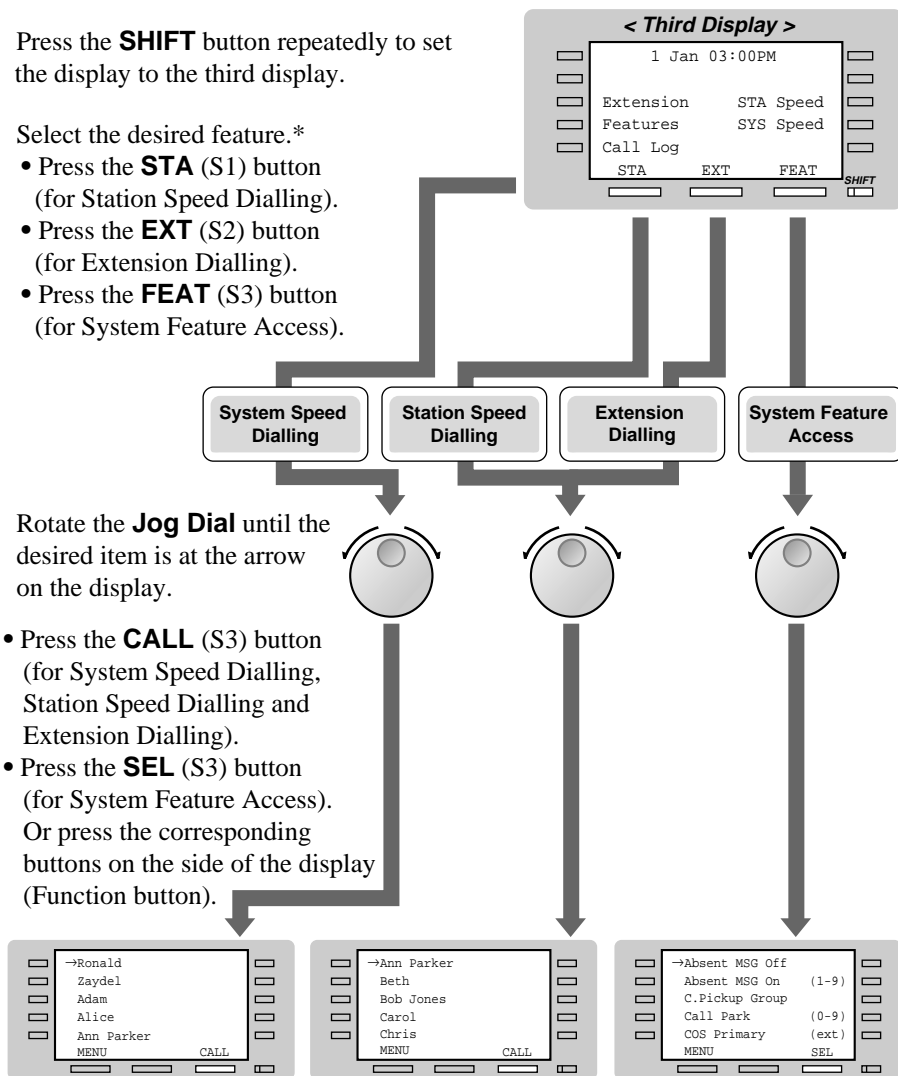 Press the SHIFT button repeatedly to set
the display to the third display.
Select the desired feature.*
• Press the STA (S1) button
(for Station Speed Dialling).
• Press the EXT (S2) button
(for Extension Dialling).
• Press the FEAT (S3) button
(for System Feature Access).
< Third Display >
1 Jan 03:00PM
Extension STA Speed
Features SYS Speed
Call Log
STA EXT FEAT
SHIFT
System Speed
Dialling
Station Speed
Dialling
Extension
Dialling
System Feature
Access
Rotate the Jog Dial until the
desired item is at the arrow
on the display.
• Press the CALL (S3) button
(for System Speed Dialling,
Station Speed Dialling and
Extension Dialling).
• Press the SEL (S3) button
(for System Feature Access).
Or press the corresponding
buttons on the side of the display
(Function button).
→Ronald
Zaydel
Adam
Alice
Ann Parker
MENU CALL
→Ann Parker
Beth
Bob Jones
Carol
Chris
MENU CALL
→Absent MSG Off
Absent MSG On (1-9)
C.Pickup Group
Call Park (0-9)
COS Primary (ext)
MENU SEL